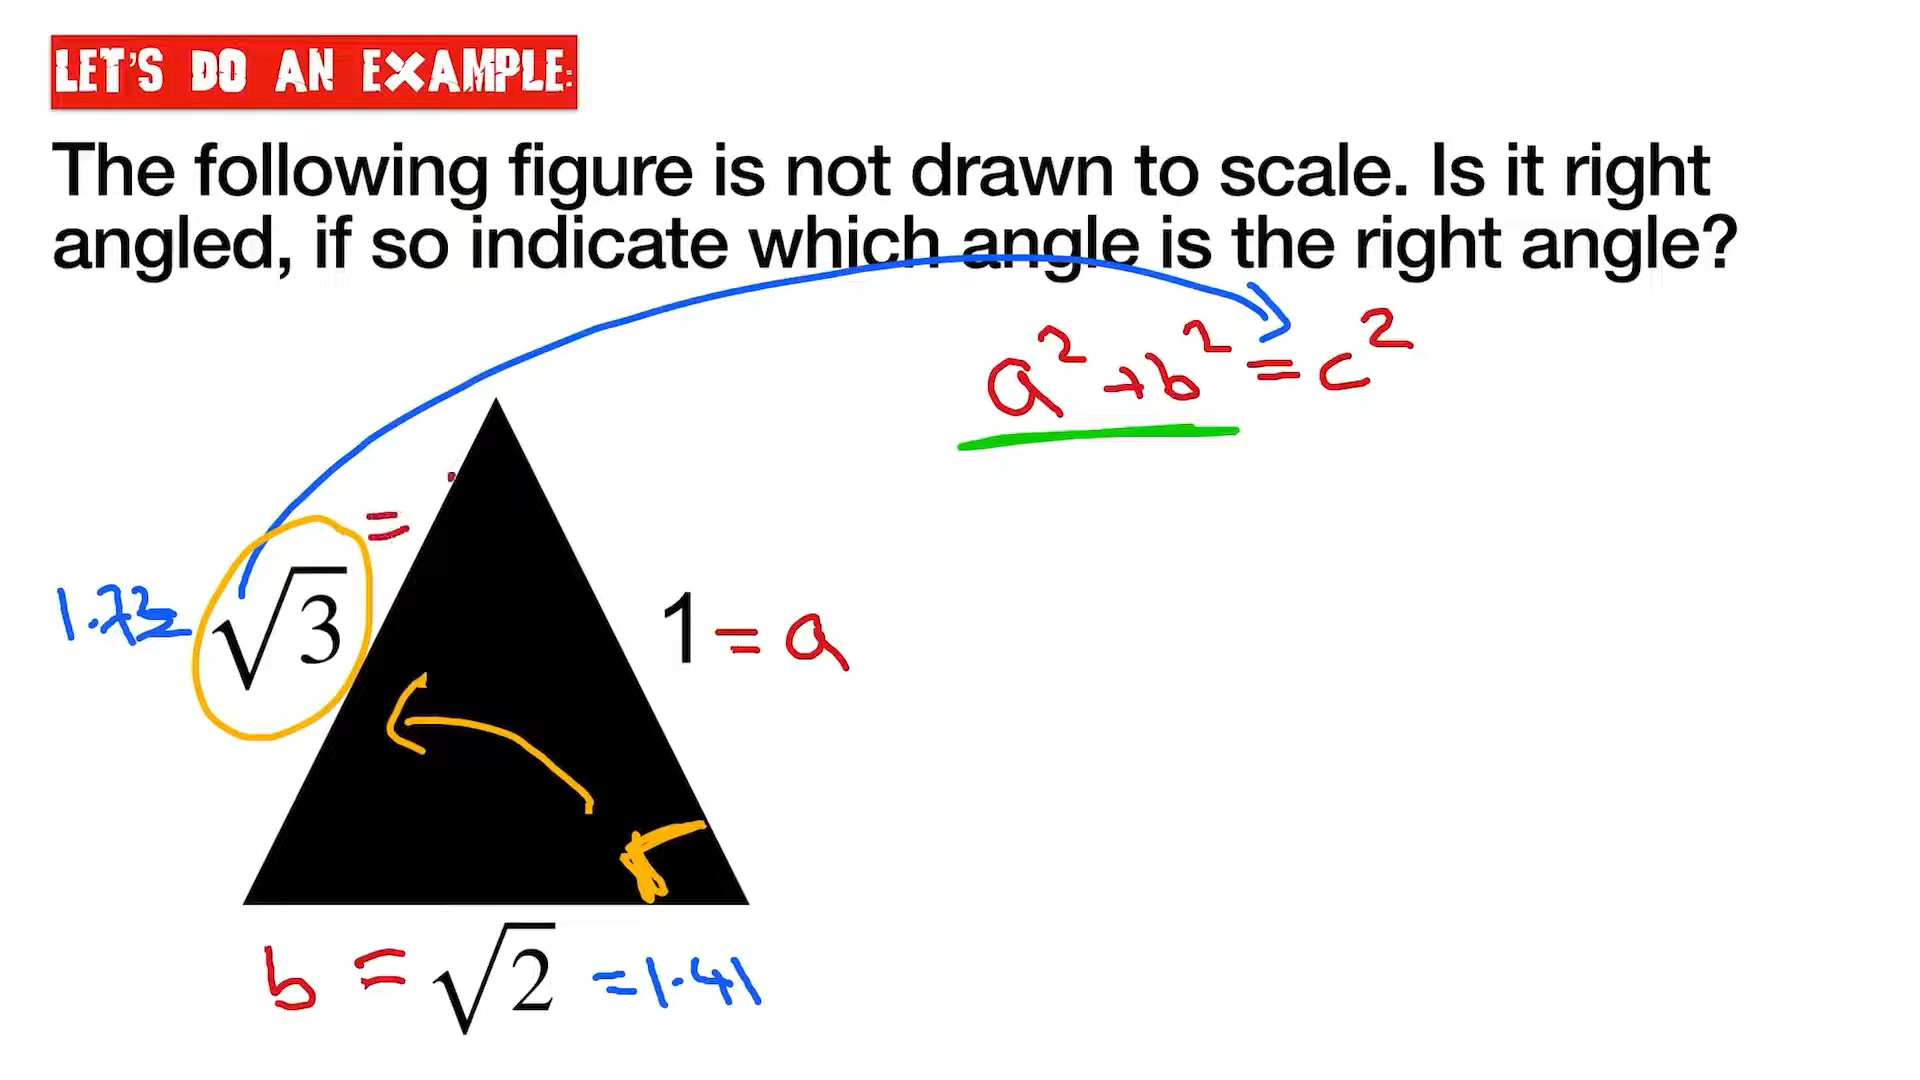 LET'S DO AN EXAMPLE:
The following figure is not drawn to scale. Is it right
angled, if so indicate which angle is the right angle?
a² + b² = c²
1.73 √3 =
1 = a
b = √2 = 1.41